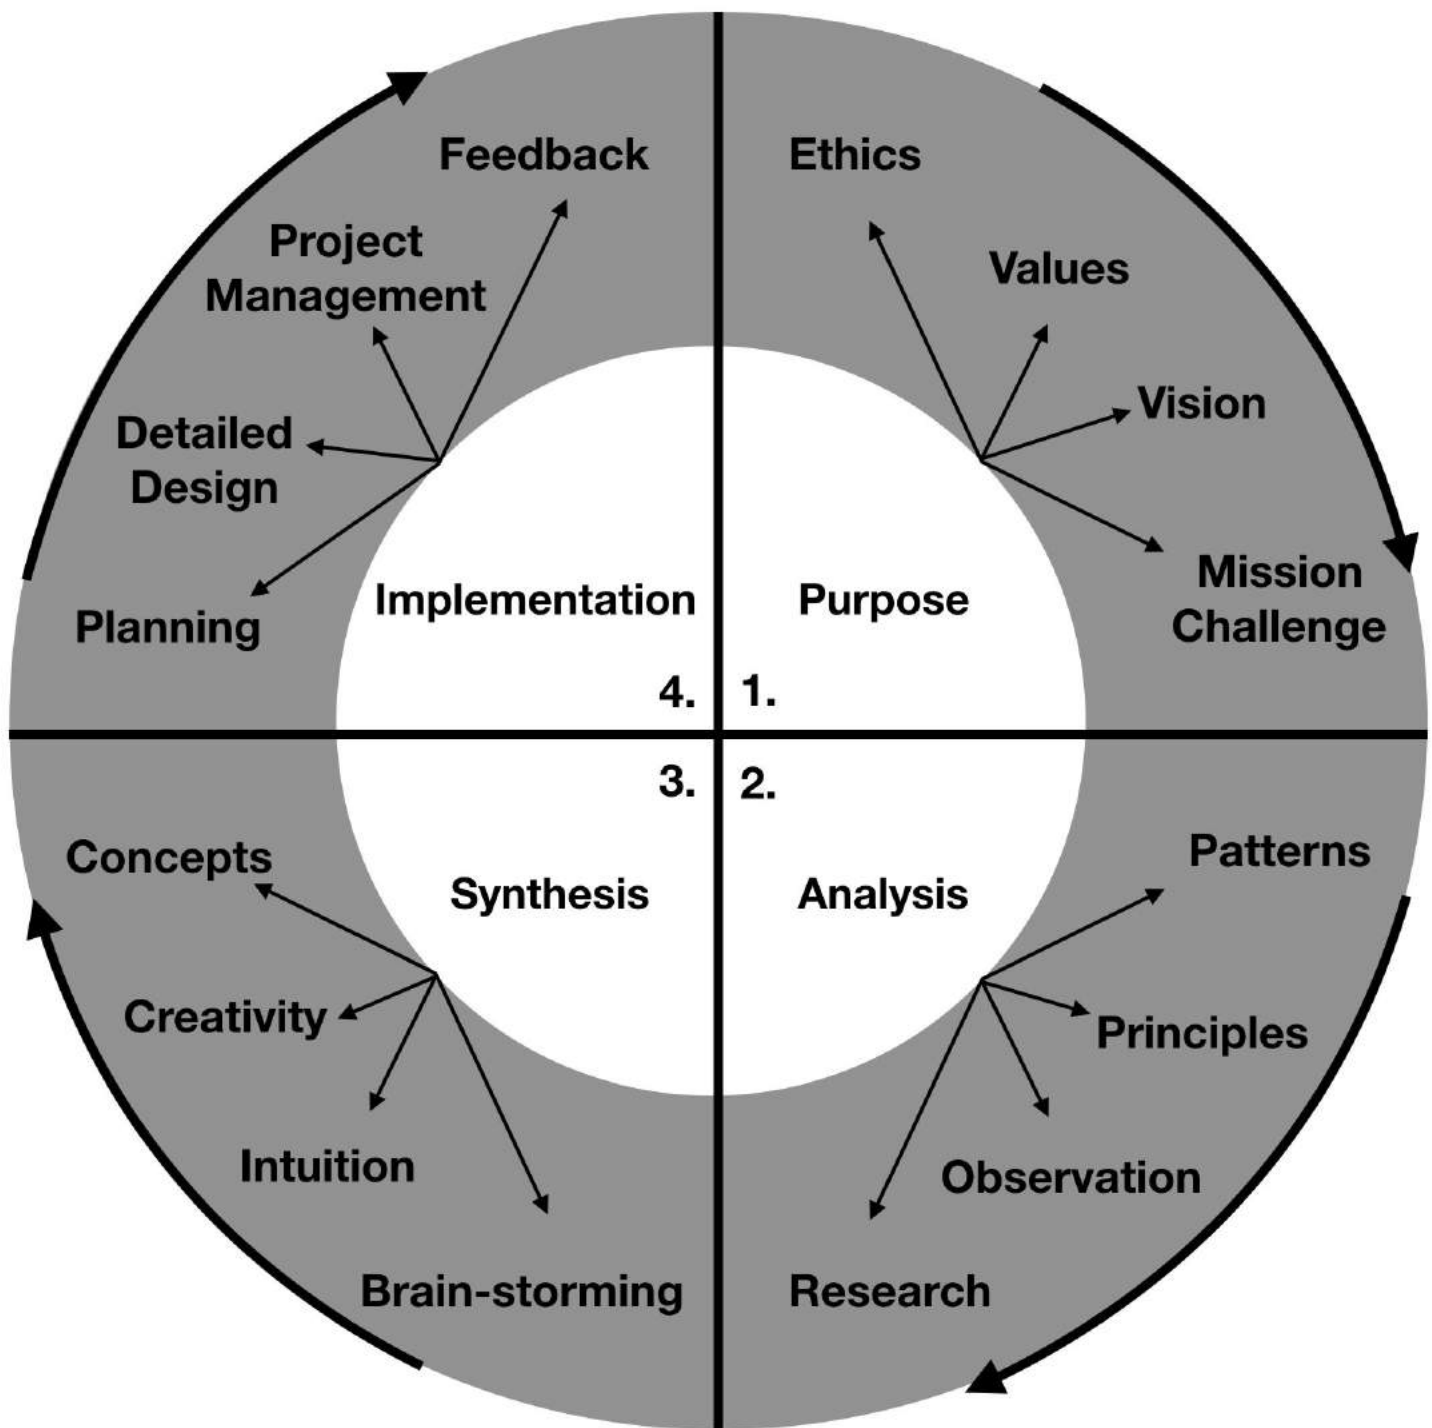 Feedback
Ethics
Project
Management
Values
Vision
Detailed
Design
Mission
Challenge
Planning
Implementation
Purpose
4.
1.
3.
2.
Concepts
Synthesis
Analysis
Patterns
Creativity
Principles
Intuition
Observation
Brain-storming
Research